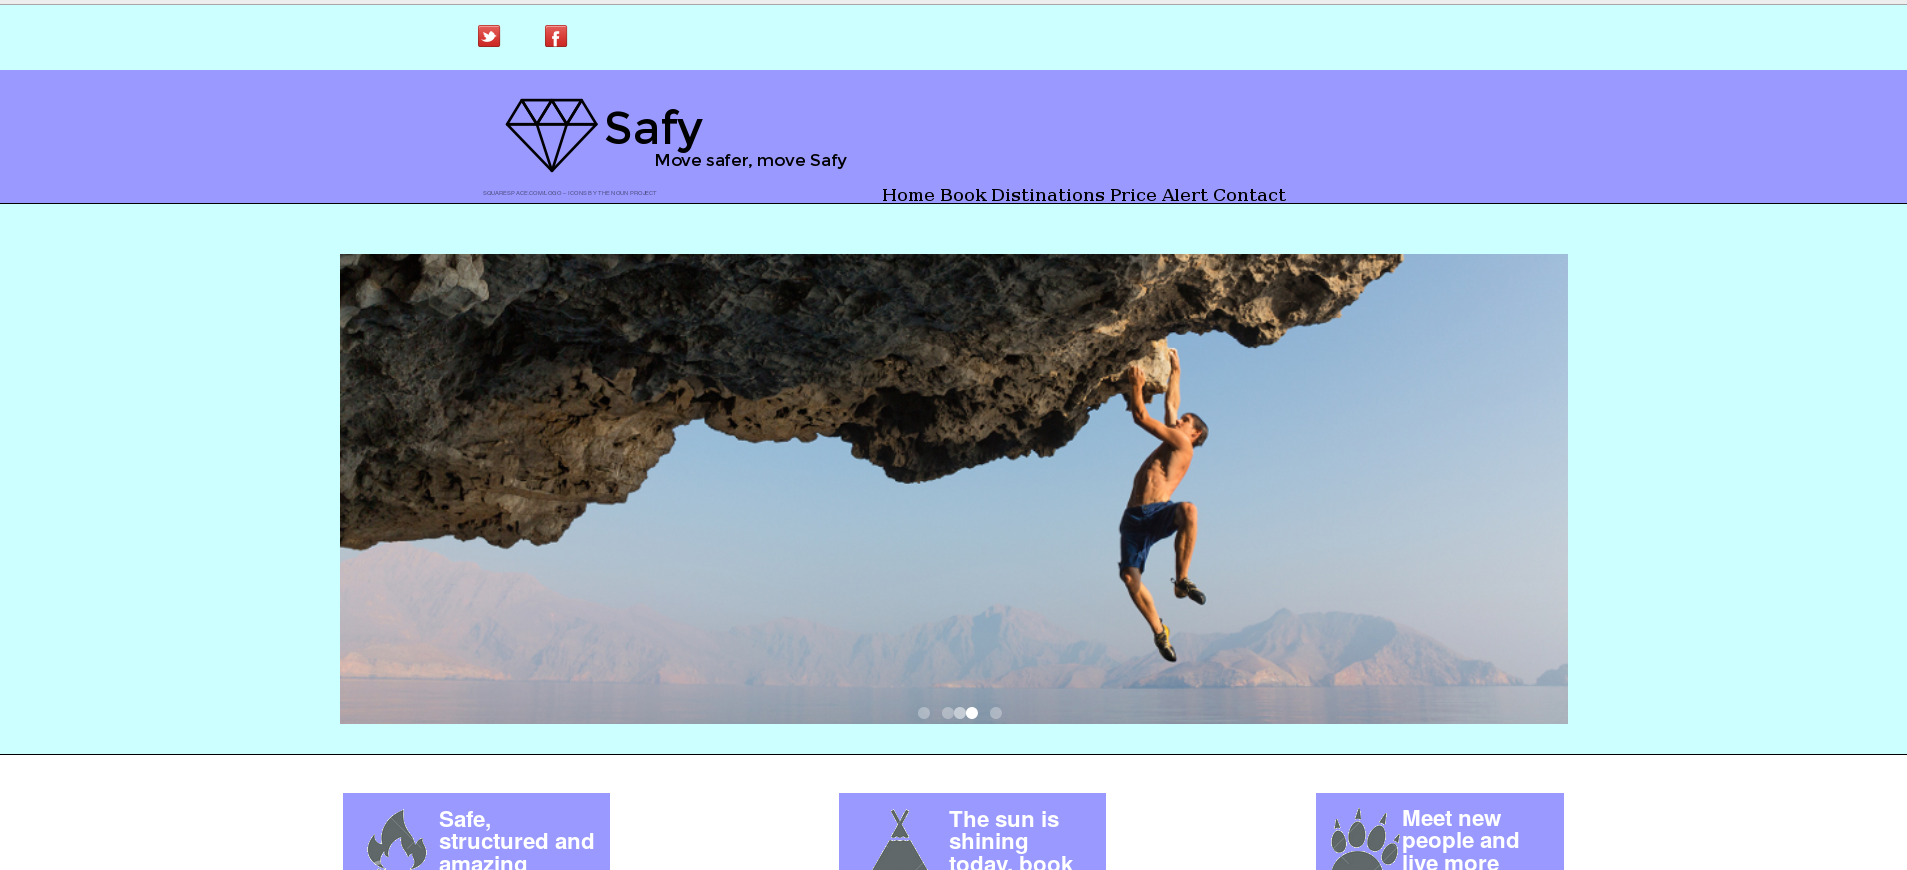 Safy
Move safer, move Safy
SQUARESPACE.COM/LOGO – ICONS BY THE NOUN PROJECT
Home Book Distinations Price Alert Contact
Safe,
structured and
amazing
The sun is
shining
today, book
Meet new
people and
live more